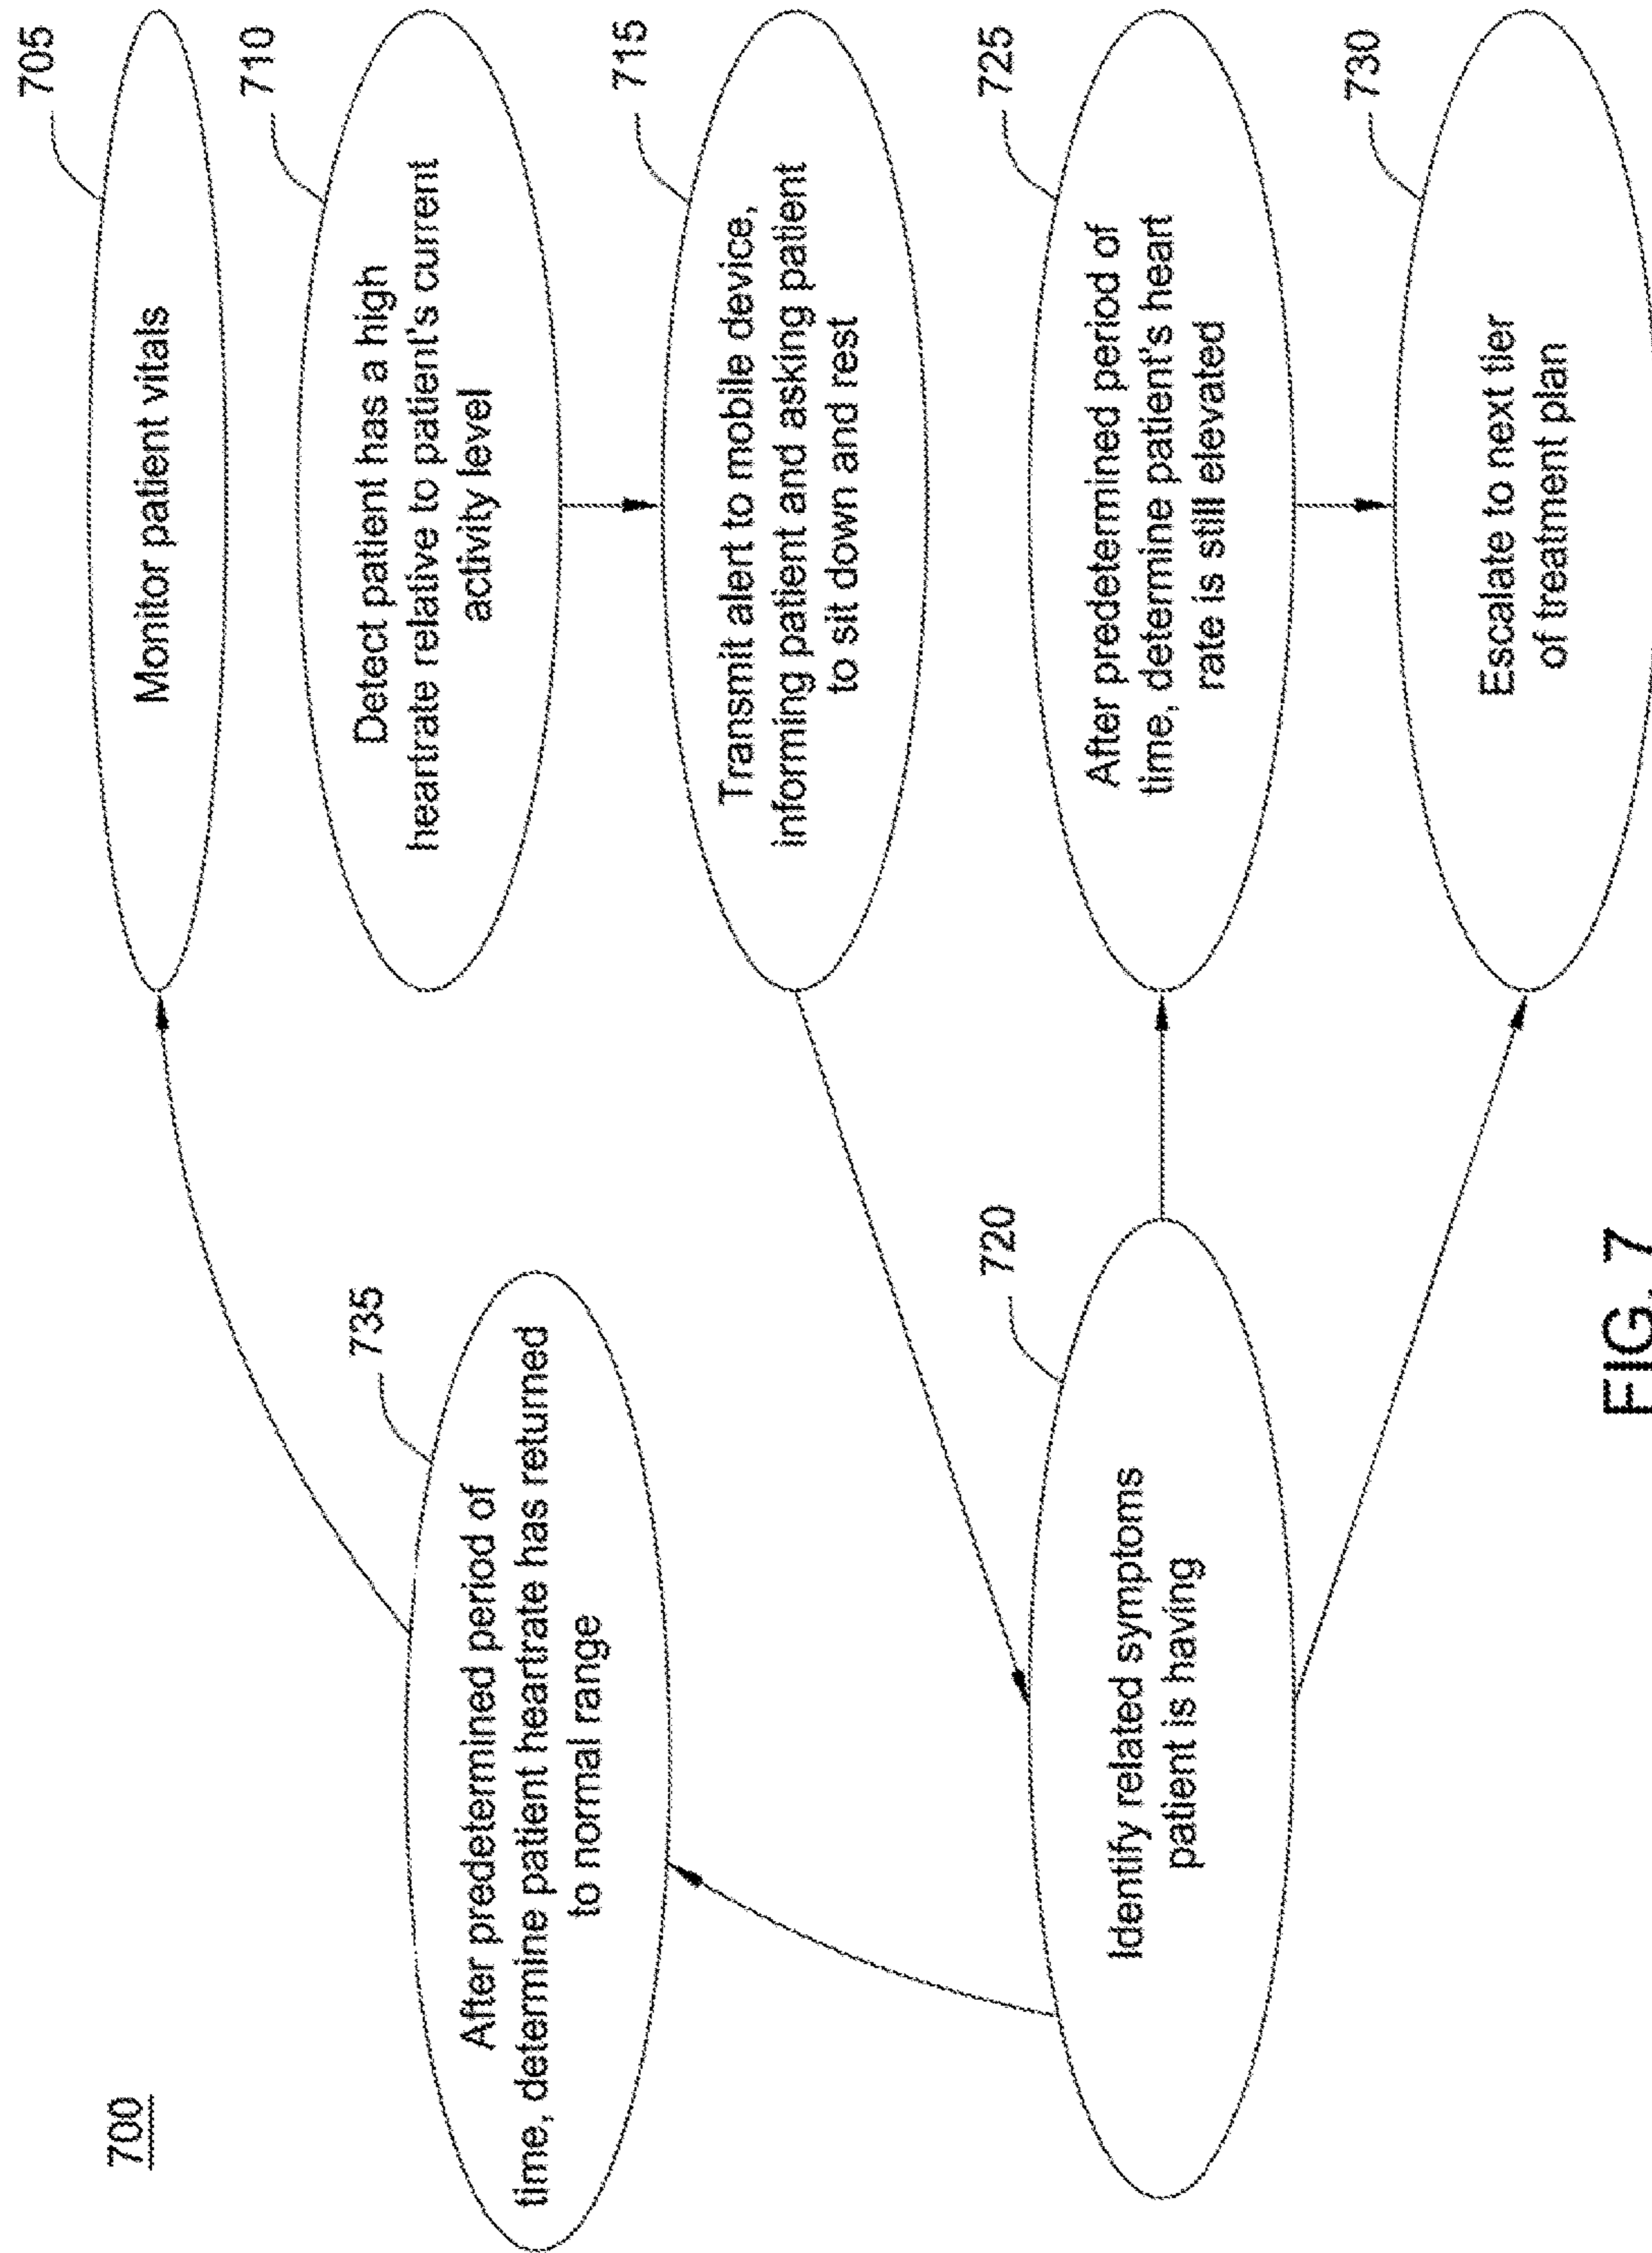 700
705
Monitor patient vitals
710
Detect patient has a high
heartrate relative to patient's current
activity level
715
Transmit alert to mobile device,
informing patient and asking patient
to sit down and rest
735
After predetermined period of
time, determine patient heartrate has returned
to normal range
720
Identify related symptoms
patient is having
725
After predetermined period of
time, determine patient's heart
rate is still elevated
730
Escalate to next tier
of treatment plan
FIG. 7